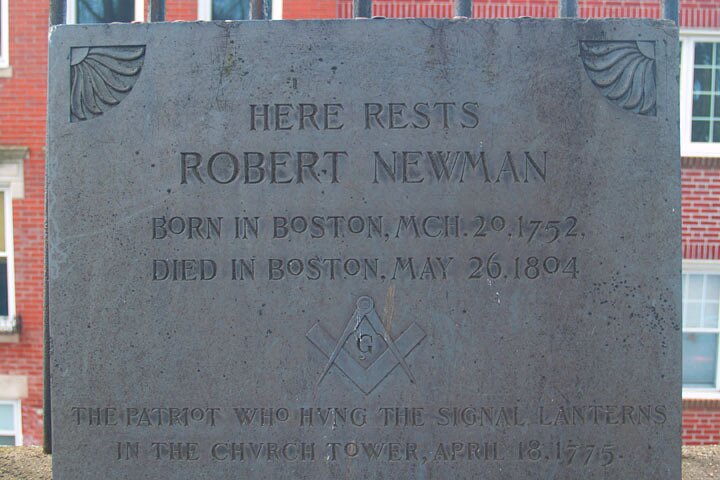 HERE RESTS
ROBERT NEWMAN
BORN IN BOSTON, MCH. 20, 1752,
DIED IN BOSTON, MAY 26, 1804
G
THE PATRIOT WHO HVNG THE SIGNAL LANTERNS
IN THE CHVRCH TOWER, APRIL 18, 1775.